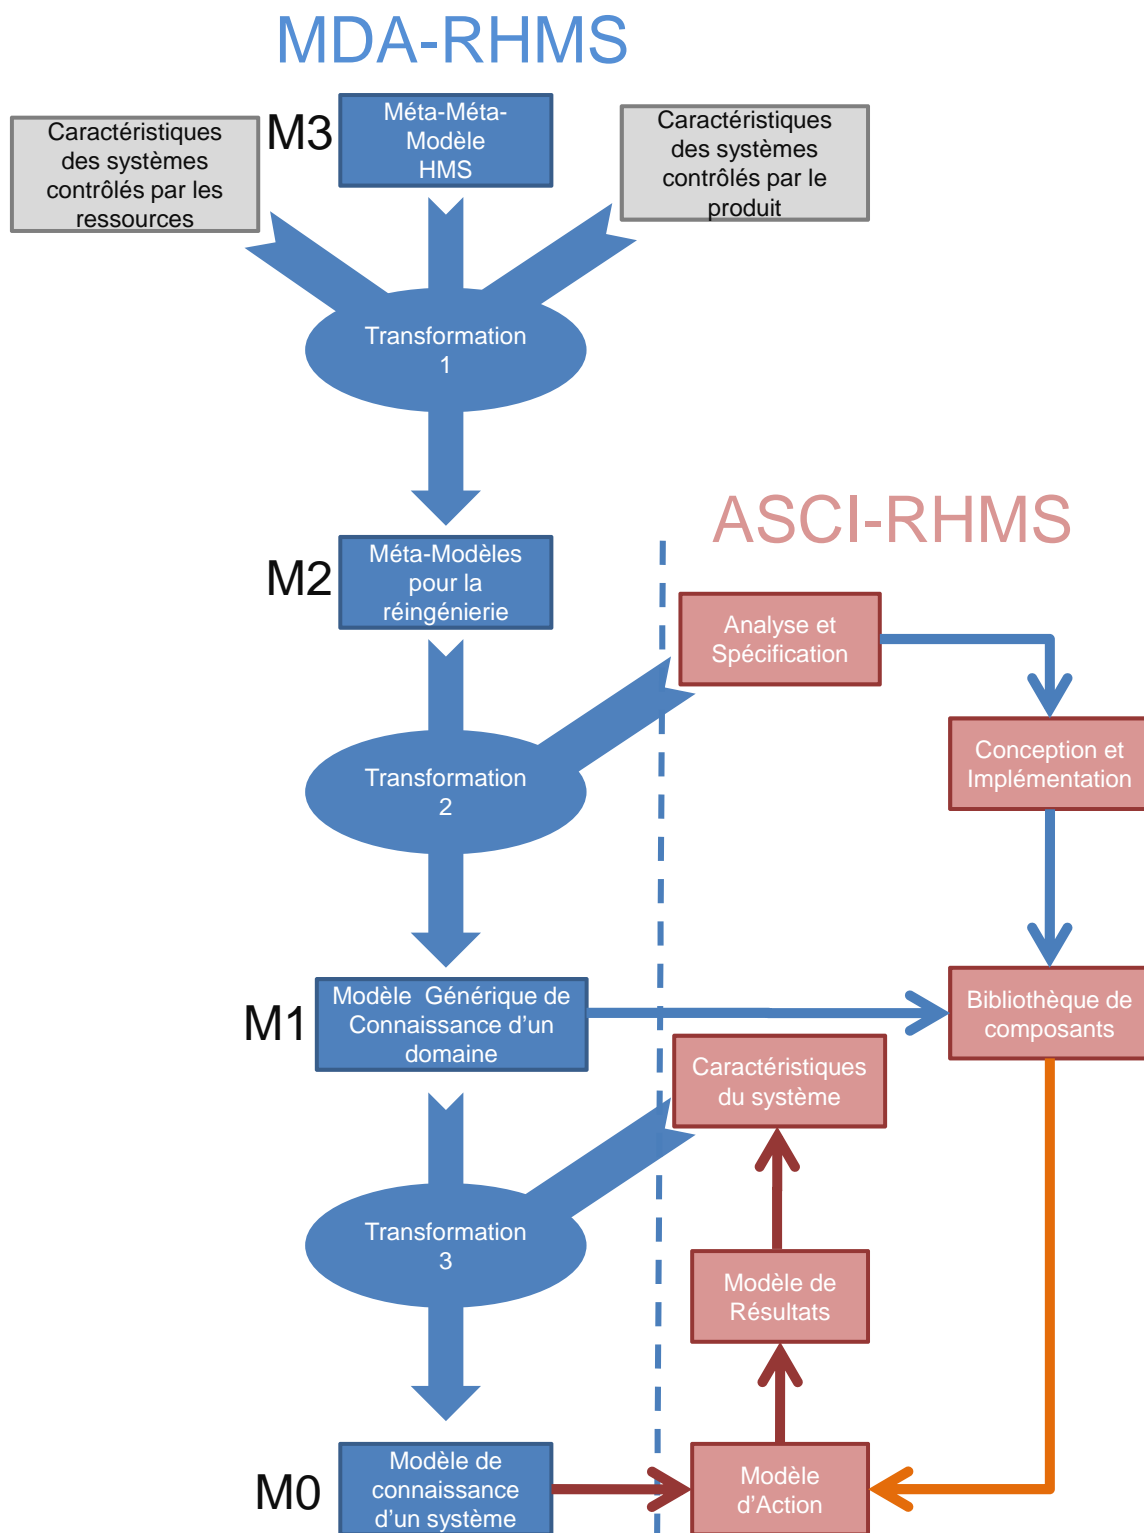 MDA-RHMS
Caractéristiques
des systèmes
contrôlés par les
ressources
M3
Méta-Méta-
Modèle
HMS
Caractéristiques
des systèmes
contrôlés par le
produit
Transformation
1
ASCI-RHMS
M2
Méta-Modèles
pour la
réingénierie
Analyse et
Spécification
Conception et
Implémentation
Transformation
2
M1
Modèle Générique de
Connaissance d'un
domaine
Bibliothèque de
composants
Caractéristiques
du système
Transformation
3
Modèle de
Résultats
M0
Modèle de
connaissance
d'un système
Modèle
d'Action